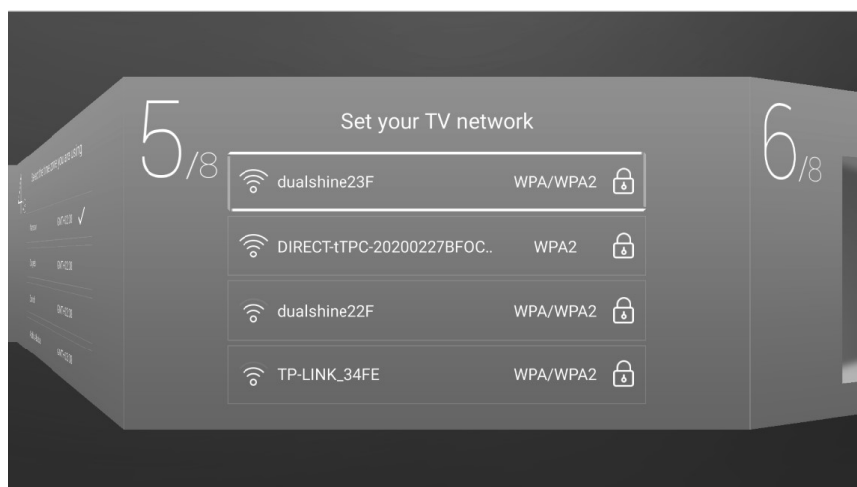 5/8
Set your TV network
dualshine23F WPA/WPA2
DIRECT-tTPC-20200227BFOC.. WPA2
dualshine22F WPA/WPA2
TP-LINK_34FE WPA/WPA2
6/8